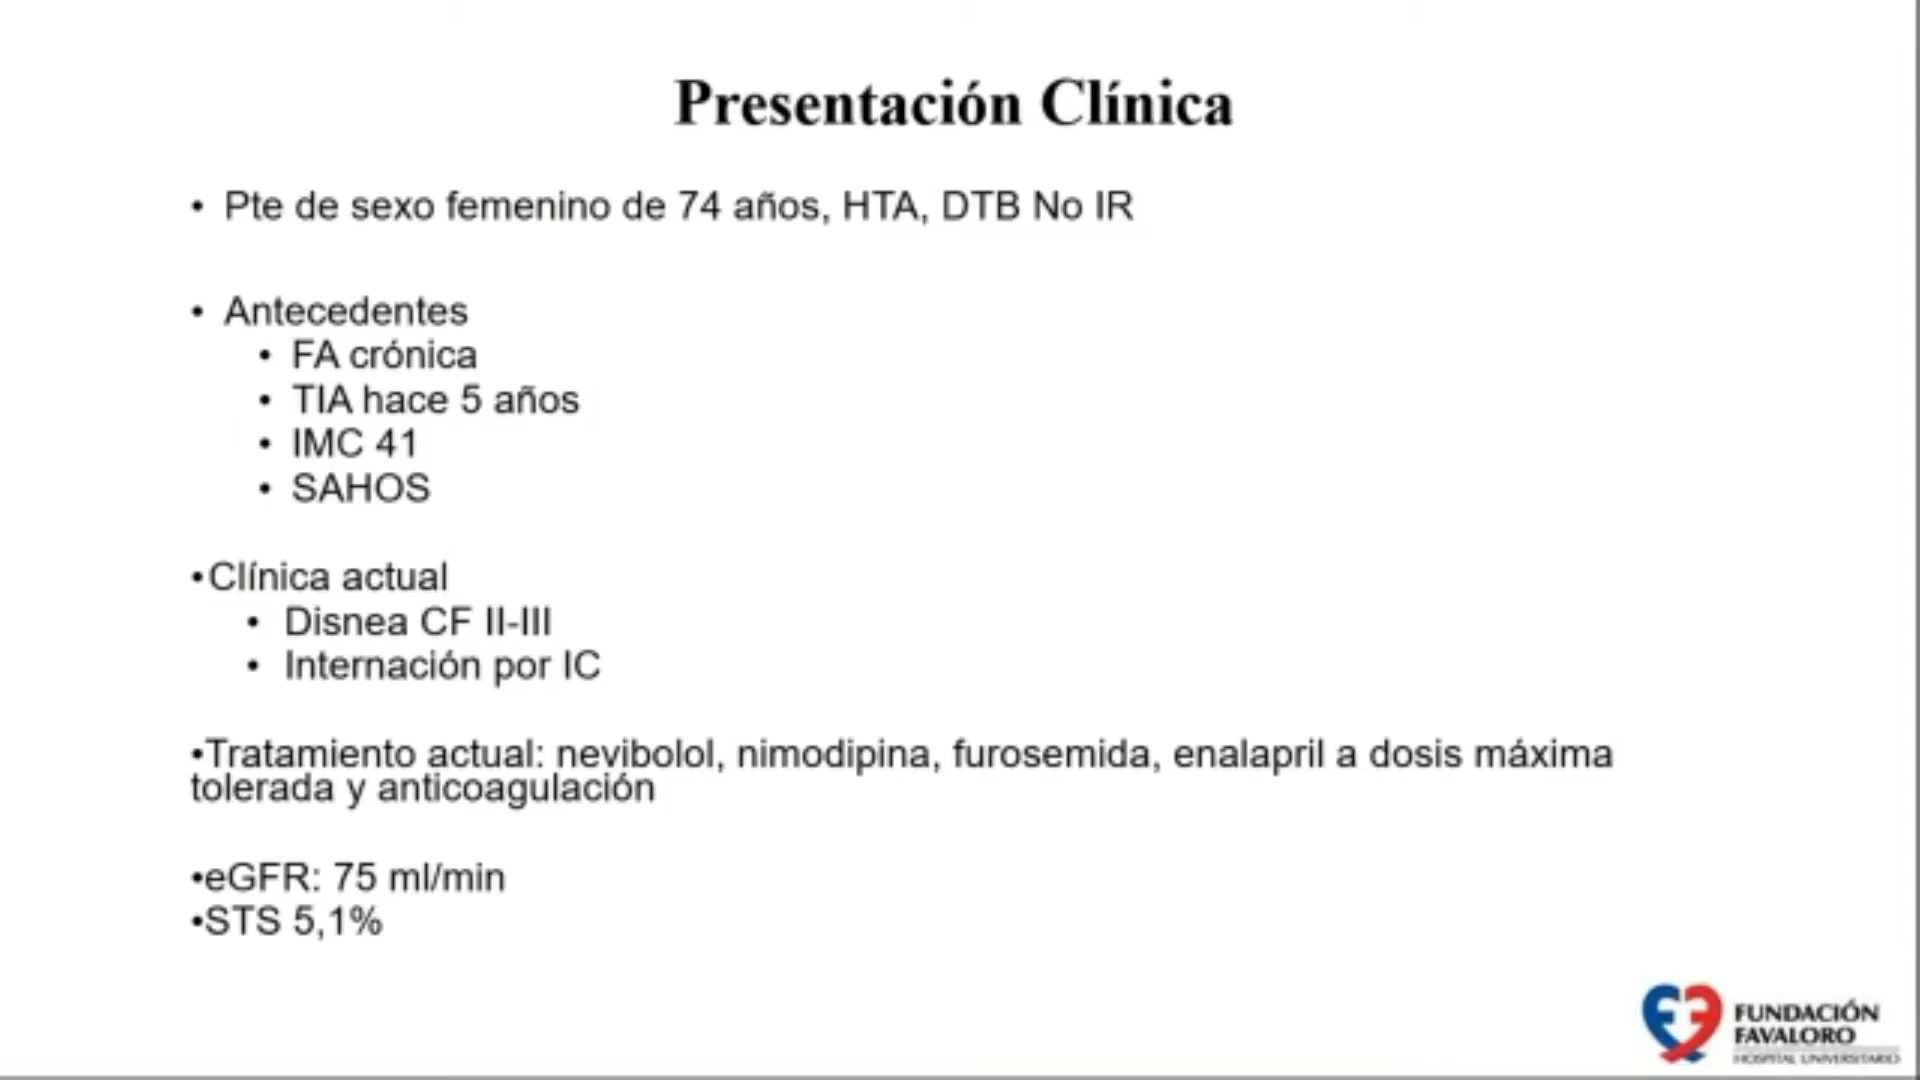 Presentación Clínica
• Pte de sexo femenino de 74 años, HTA, DTB No IR
• Antecedentes
• FA crónica
• TIA hace 5 años
• IMC 41
• SAHOS
•Clínica actual
• Disnea CF II-III
• Internación por IC
•Tratamiento actual: nevibolol, nimodipina, furosemida, enalapril a dosis máxima
tolerada y anticoagulación
•eGFR: 75 ml/min
•STS 5,1%
FUNDACIÓN
FAVALORO
HOSPITAL UNIVERSITARIO